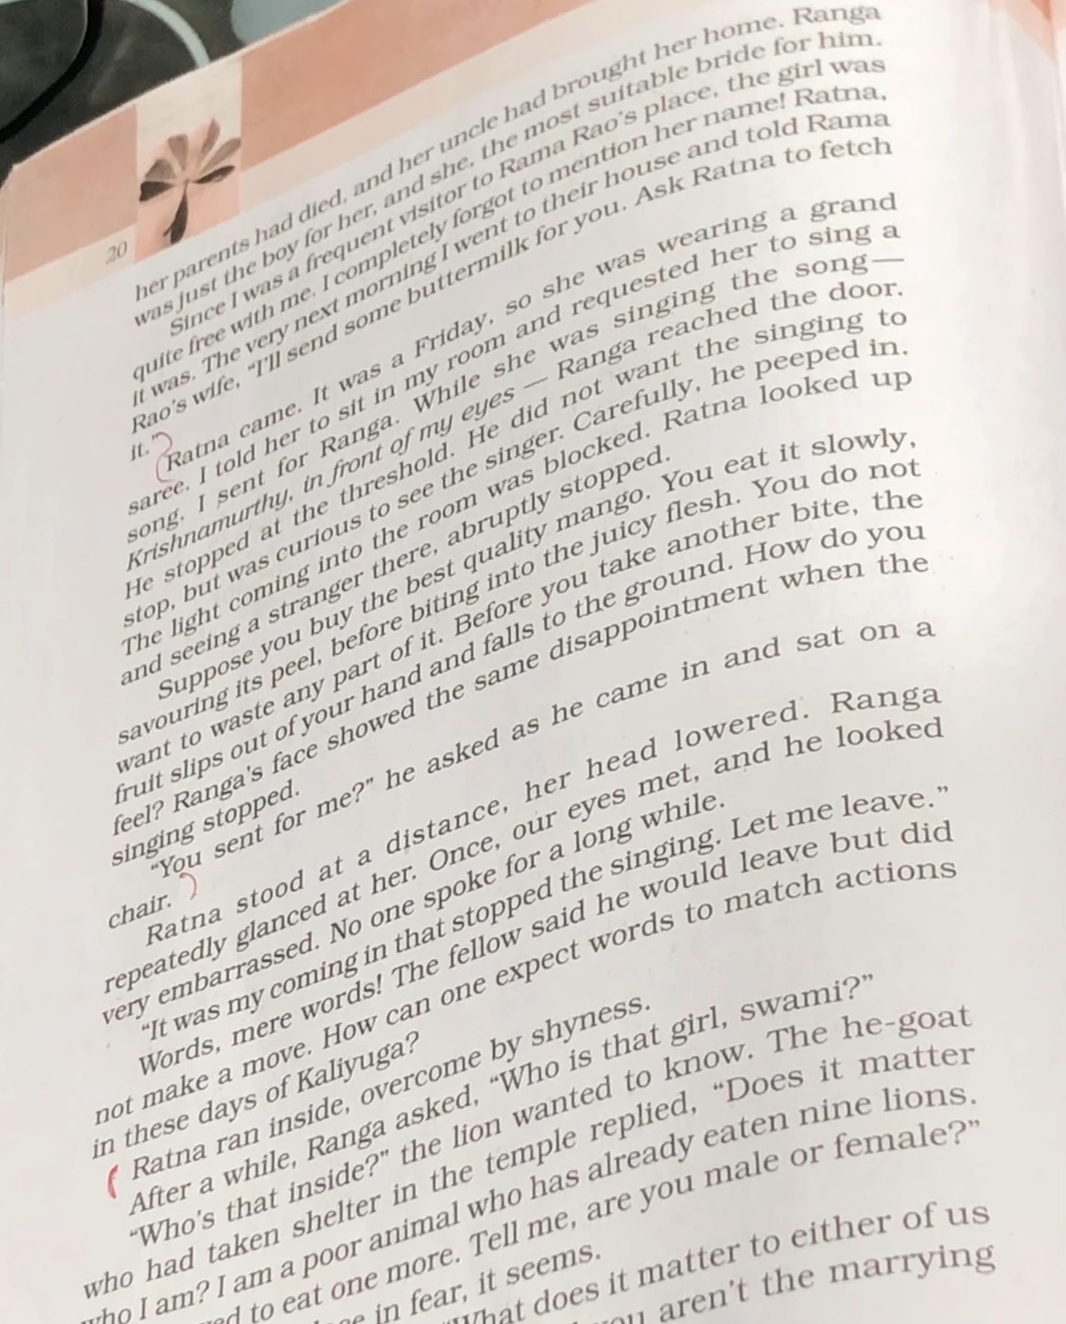 20
her parents had died, and her uncle had brought her home. Ranga
was just the boy for her, and she, the most suitable bride for him.
Since I was a frequent visitor to Rama Rao's place, the girl was
quite free with me. I completely forgot to mention her name! Ratna,
it was. The very next morning I went to their house and told Rama
Rao's wife, “I'll send some buttermilk for you. Ask Ratna to fetch
it.”
Ratna came. It was a Friday, so she was wearing a grand
saree. I told her to sit in my room and requested her to sing a
song. I sent for Ranga. While she was singing the song—
Krishnamurthy, in front of my eyes — Ranga reached the door.
He stopped at the threshold. He did not want the singing to
stop, but was curious to see the singer. Carefully, he peeped in.
The light coming into the room was blocked. Ratna looked up
and seeing a stranger there, abruptly stopped.
Suppose you buy the best quality mango. You eat it slowly,
savouring its peel, before biting into the juicy flesh. You do not
want to waste any part of it. Before you take another bite, the
fruit slips out of your hand and falls to the ground. How do you
feel? Ranga's face showed the same disappointment when the
singing stopped.
“You sent for me?” he asked as he came in and sat on a
chair.
Ratna stood at a distance, her head lowered. Ranga
repeatedly glanced at her. Once, our eyes met, and he looked
very embarrassed. No one spoke for a long while.
“It was my coming in that stopped the singing. Let me leave.”
Words, mere words! The fellow said he would leave but did
not make a move. How can one expect words to match actions
in these days of Kaliyuga?
Ratna ran inside, overcome by shyness.
After a while, Ranga asked, “Who is that girl, swami?”
“Who's that inside?” the lion wanted to know. The he-goat
who had taken shelter in the temple replied, “Does it matter
who I am? I am a poor animal who has already eaten nine lions.
to eat one more. Tell me, are you male or female?”
in fear, it seems.
What does it matter to either of us
you aren't the marrying